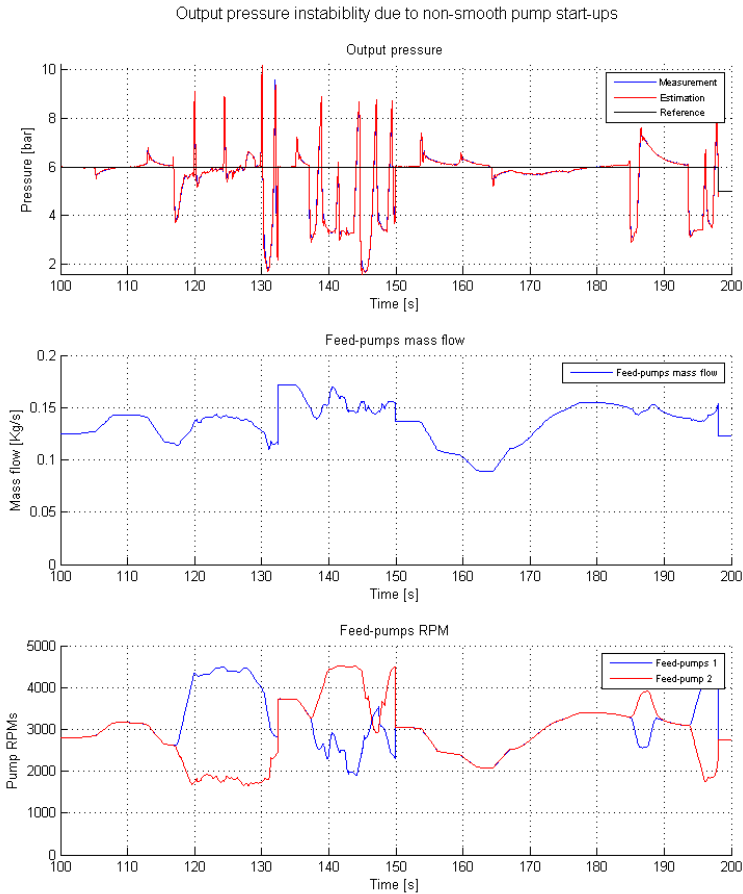 Output pressure instabiblity due to non-smooth pump start-ups
Output pressure
Pressure [bar]
10
8
6
4
2
Measurement
Estimation
Reference
100 110 120 130 140 150 160 170 180 190 200
Time [s]
Feed-pumps mass flow
Mass flow [Kg/s]
0.2
0.15
0.1
0.05
0
Feed-pumps mass flow
100 110 120 130 140 150 160 170 180 190 200
Time [s]
Feed-pumps RPM
Pump RPMs
5000
4000
3000
2000
1000
0
Feed-pumps 1
Feed-pump 2
100 110 120 130 140 150 160 170 180 190 200
Time [s]